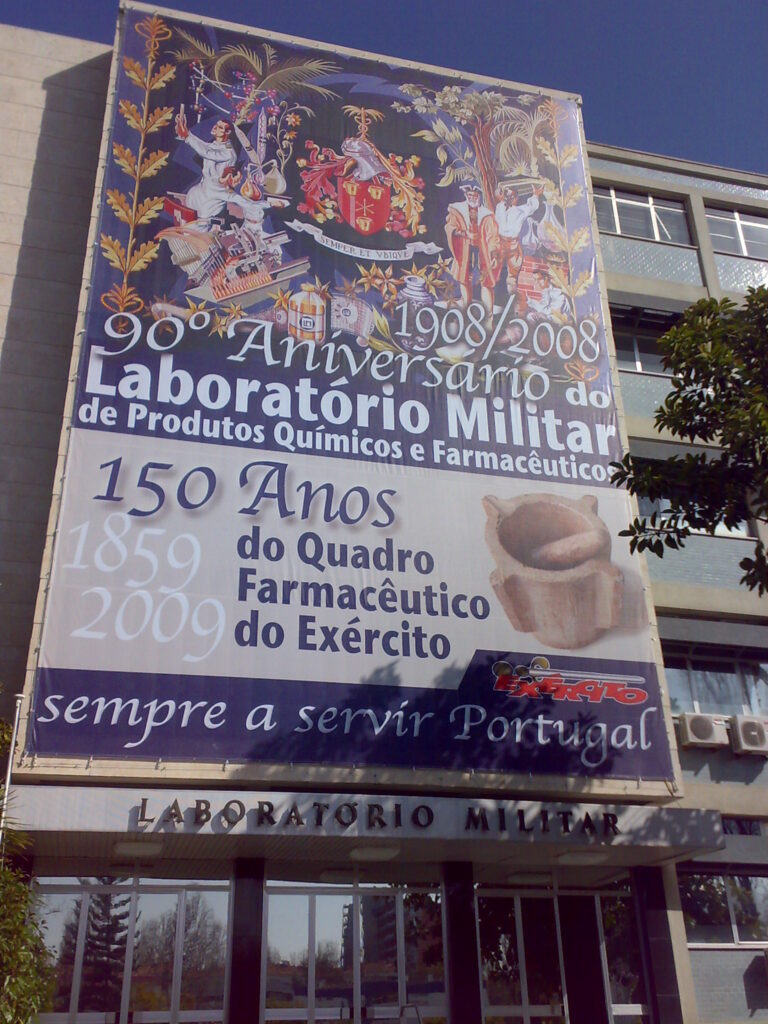 SEMPER ET VBIQUE
1908/2008
90º Aniversário do
Laboratório Militar
de Produtos Químicos e Farmacêuticos
150 Anos
1859
2009
do Quadro
Farmacêutico
do Exército
EXÉRCITO
sempre a servir Portugal
LABORATÓRIO MILITAR